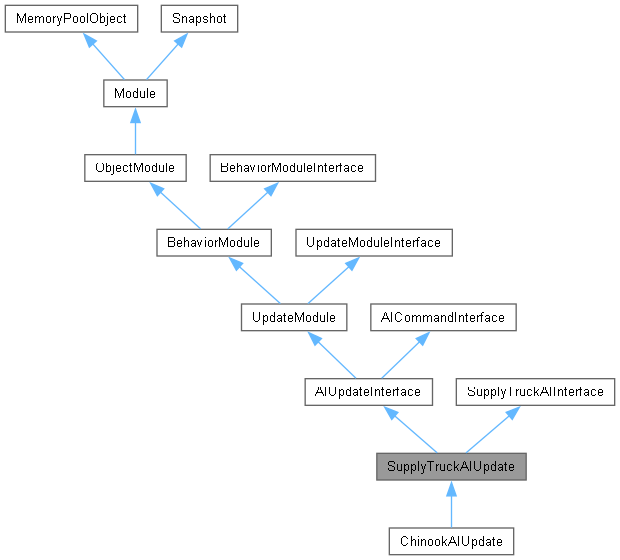 MemoryPoolObject
Snapshot
Module
ObjectModule
BehaviorModuleInterface
BehaviorModule
UpdateModuleInterface
UpdateModule
AICommandInterface
AIUpdateInterface
SupplyTruckAIInterface
SupplyTruckAIUpdate
ChinookAIUpdate